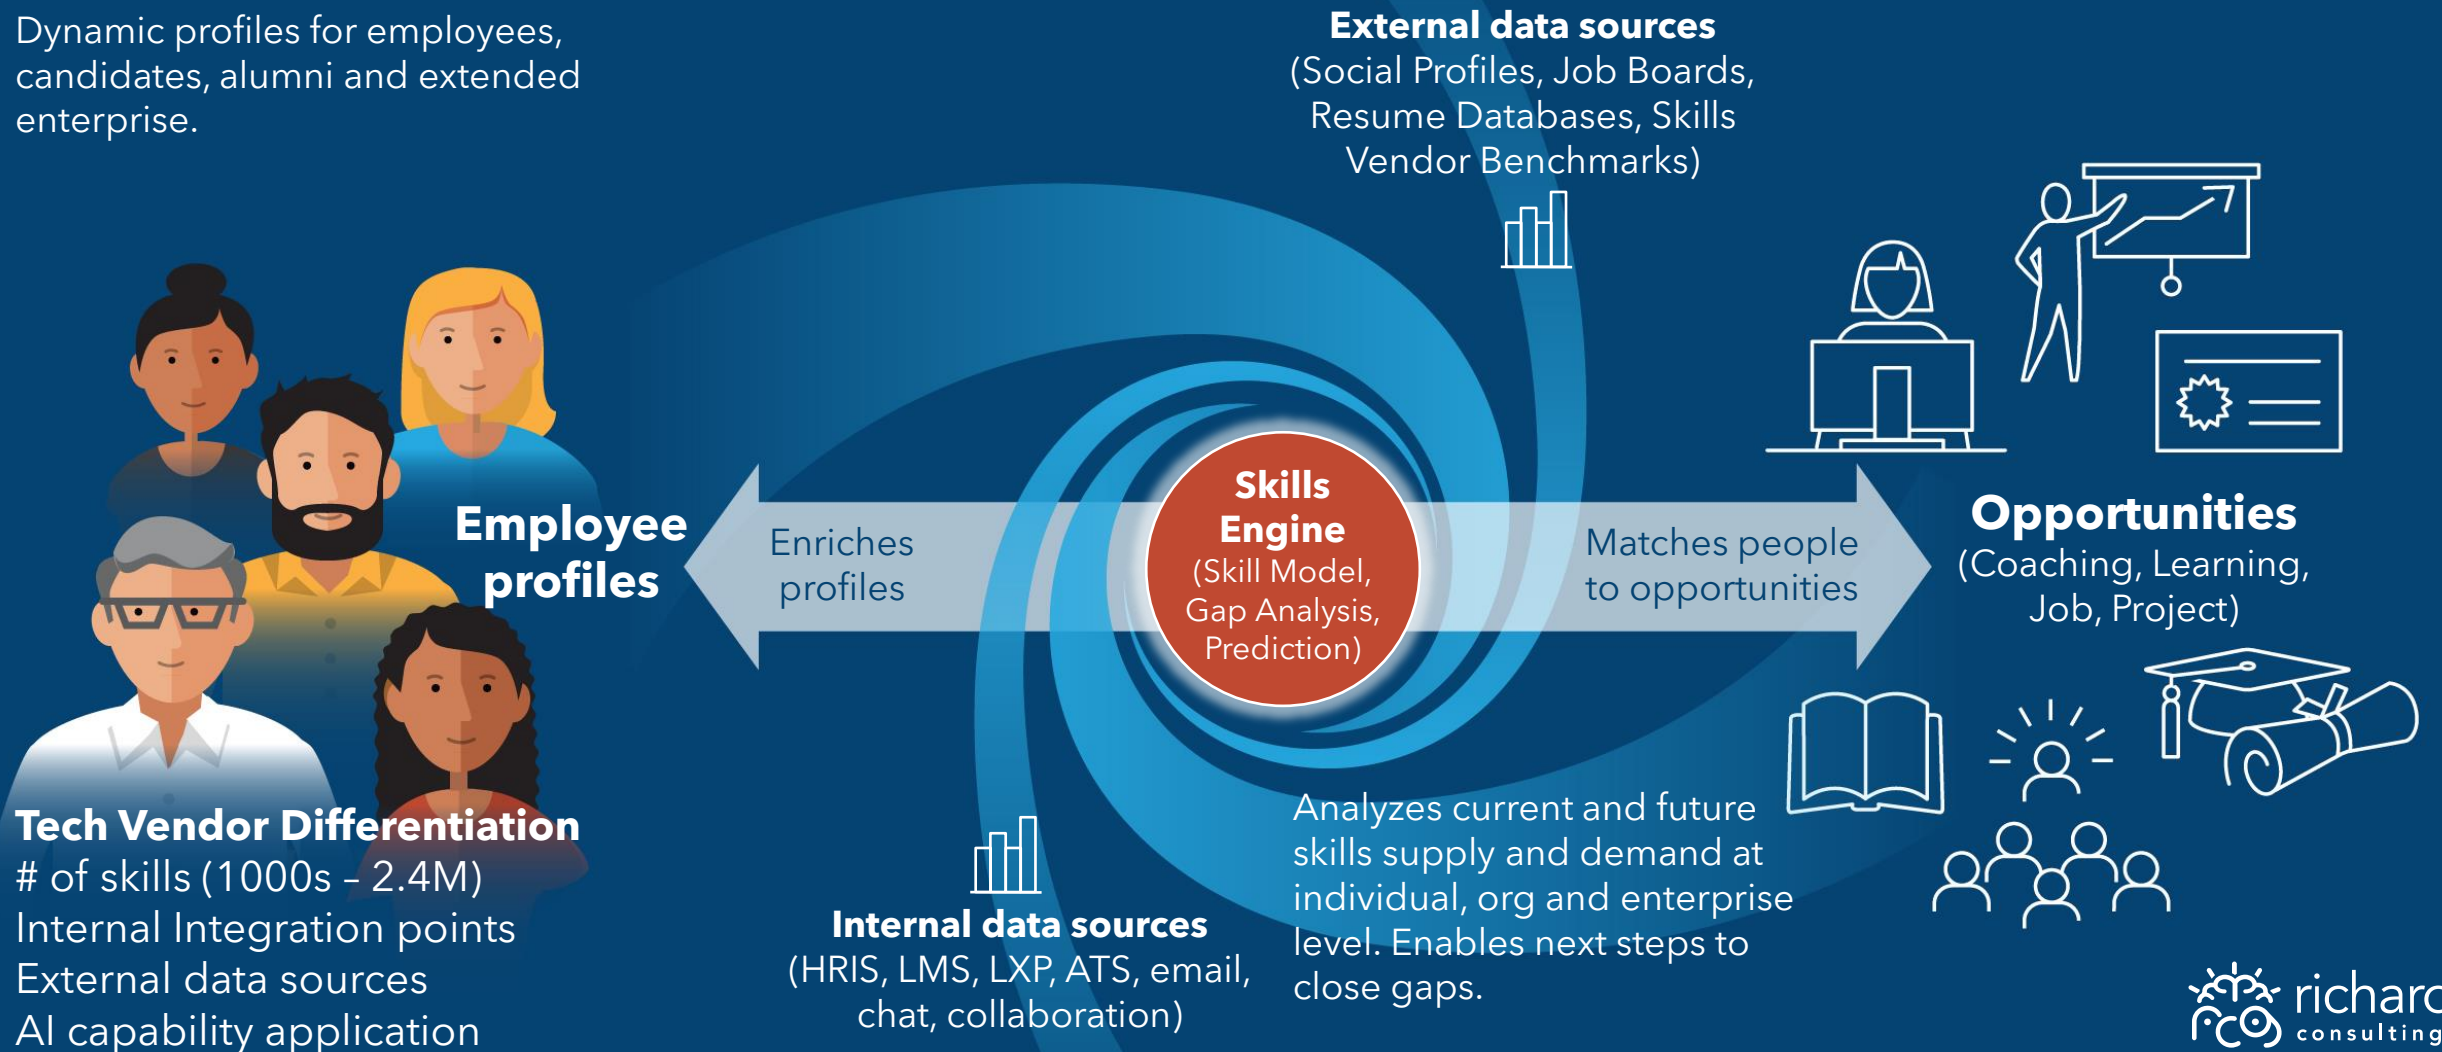 Dynamic profiles for employees,
candidates, alumni and extended
enterprise.
External data sources
(Social Profiles, Job Boards,
Resume Databases, Skills
Vendor Benchmarks)
Employee
profiles
Enriches
profiles
Skills
Engine
(Skill Model,
Gap Analysis,
Prediction)
Matches people
to opportunities
Opportunities
(Coaching, Learning,
Job, Project)
Tech Vendor Differentiation
# of skills (1000s – 2.4M)
Internal Integration points
External data sources
AI capability application
Internal data sources
(HRIS, LMS, LXP, ATS, email,
chat, collaboration)
Analyzes current and future
skills supply and demand at
individual, org and enterprise
level. Enables next steps to
close gaps.
consulting